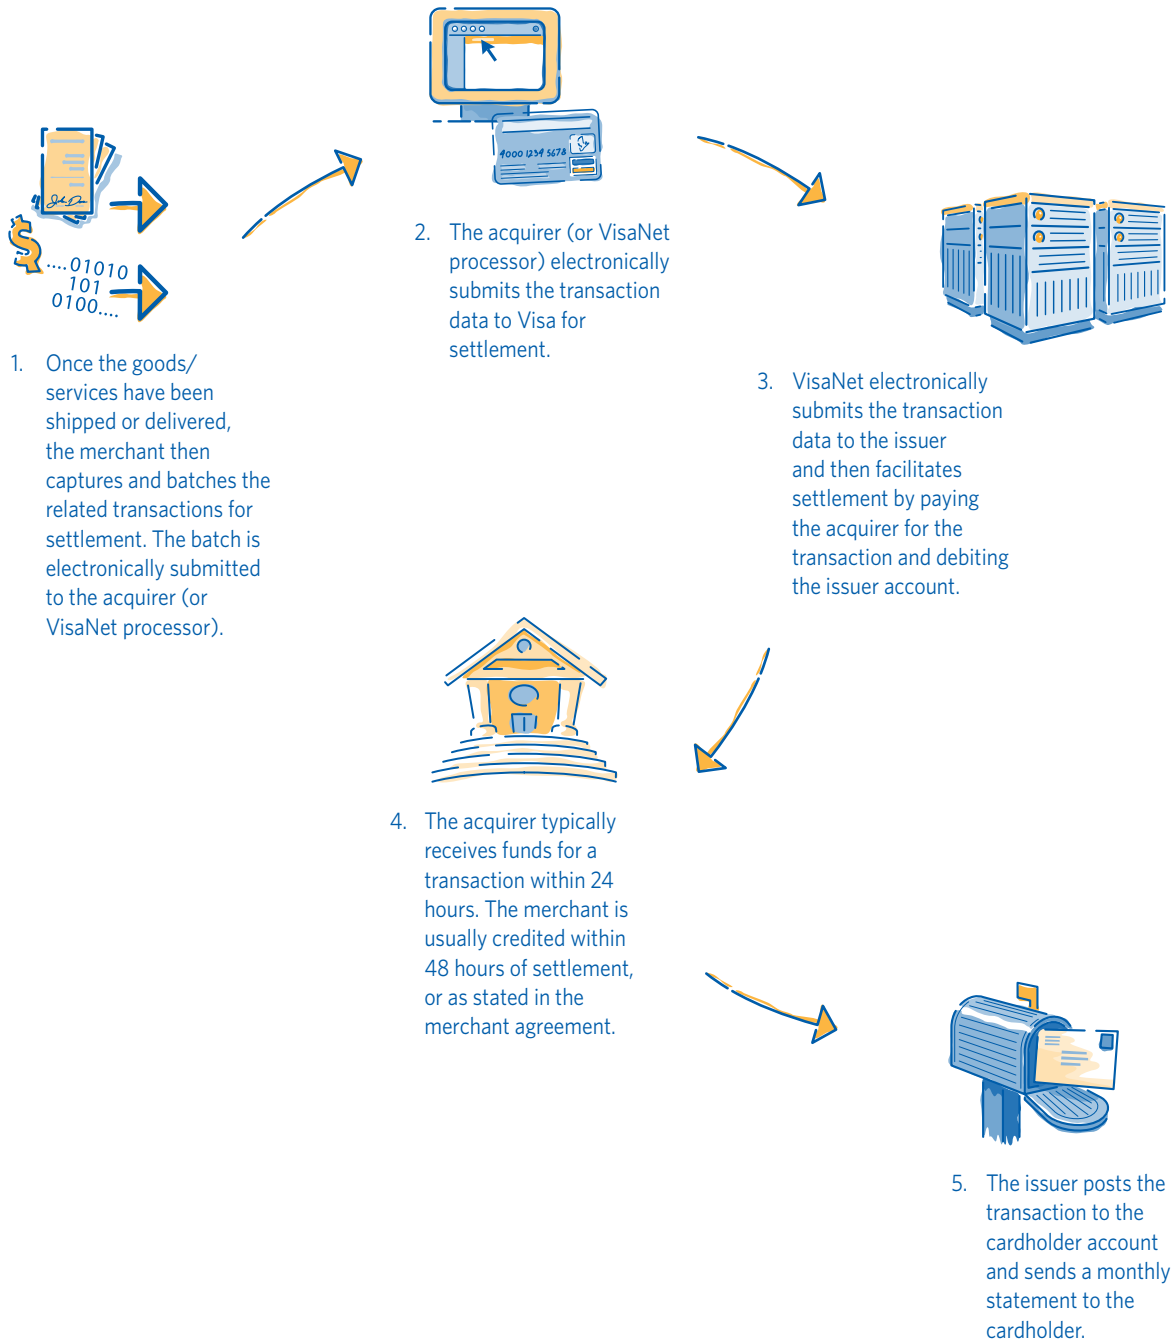 John Doe
$
....01010
101
0100....
1. Once the goods/
services have been
shipped or delivered,
the merchant then
captures and batches the
related transactions for
settlement. The batch is
electronically submitted
to the acquirer (or
VisaNet processor).
4000 1234 5678
2. The acquirer (or VisaNet
processor) electronically
submits the transaction
data to Visa for
settlement.
3. VisaNet electronically
submits the transaction
data to the issuer
and then facilitates
settlement by paying
the acquirer for the
transaction and debiting
the issuer account.
4. The acquirer typically
receives funds for a
transaction within 24
hours. The merchant is
usually credited within
48 hours of settlement,
or as stated in the
merchant agreement.
5. The issuer posts the
transaction to the
cardholder account
and sends a monthly
statement to the
cardholder.